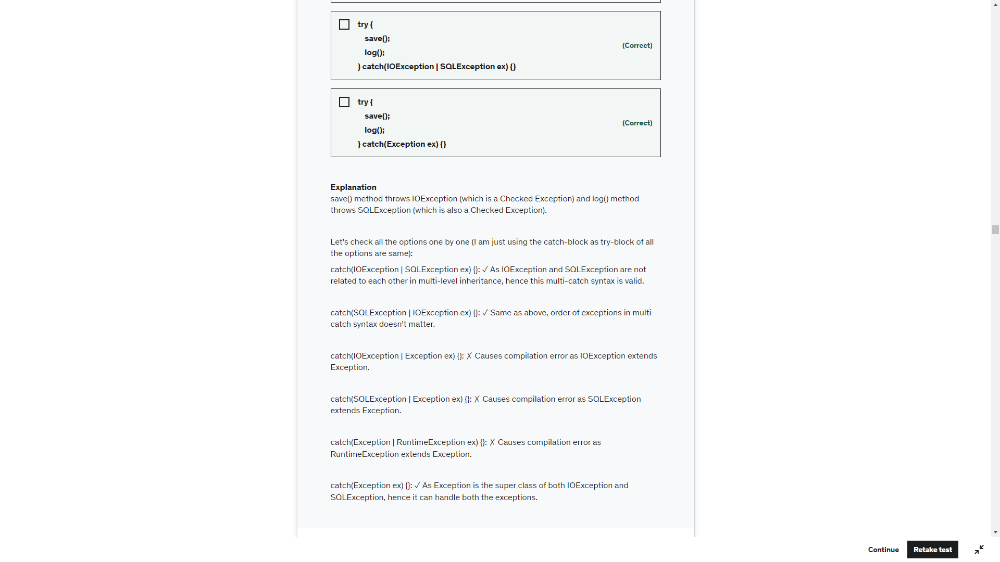 try {
save();
log();
} catch(IOException | SQLException ex) {}
(Correct)
try {
save();
log();
} catch(Exception ex) {}
(Correct)
Explanation
save() method throws IOException (which is a Checked Exception) and log() method
throws SQLException (which is also a Checked Exception).
Let's check all the options one by one (I am just using the catch-block as try-block of all
the options are same):
catch(IOException | SQLException ex) {}: ✓ As IOException and SQLException are not
related to each other in multi-level inheritance, hence this multi-catch syntax is valid.
catch(SQLException | IOException ex) {}: ✓ Same as above, order of exceptions in multi-
catch syntax doesn't matter.
catch(IOException | Exception ex) {}: ✗ Causes compilation error as IOException extends
Exception.
catch(SQLException | Exception ex) {}: ✗ Causes compilation error as SQLException
extends Exception.
catch(Exception | RuntimeException ex) {}: ✗ Causes compilation error as
RuntimeException extends Exception.
catch(Exception ex) {}: ✓ As Exception is the super class of both IOException and
SQLException, hence it can handle both the exceptions.
Continue
Retake test